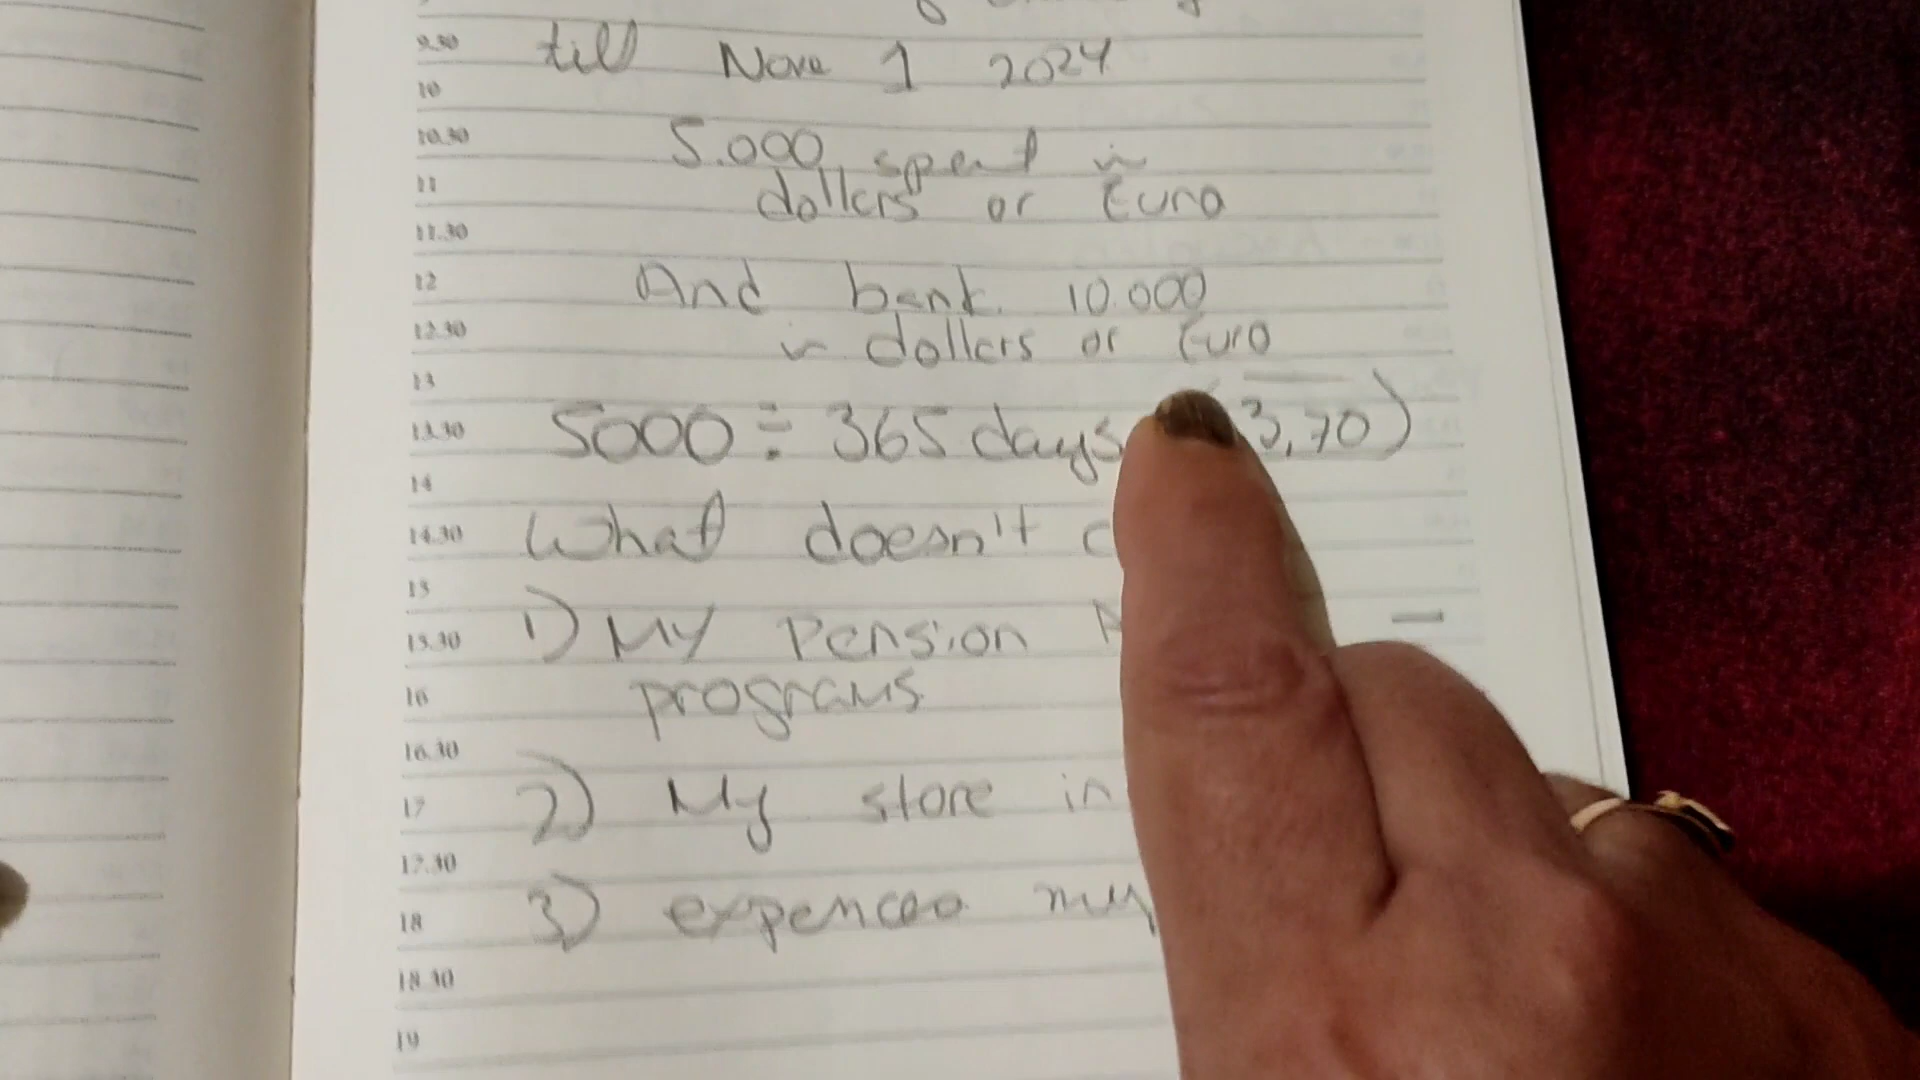 9.30 till Nove 1 2024
10
10.30 5.000 spent in
11 dollers or Euro
11.30
12 And bank 10.000
12.30 in dollers or Euro
13
13.30 5000 ÷ 365 days 3,70)
14
14.30 What doesn't
15
15.30 1) My Pension
16 programs
16.30
17 2) My store in
17.30
18 3) expences my
18.30
19